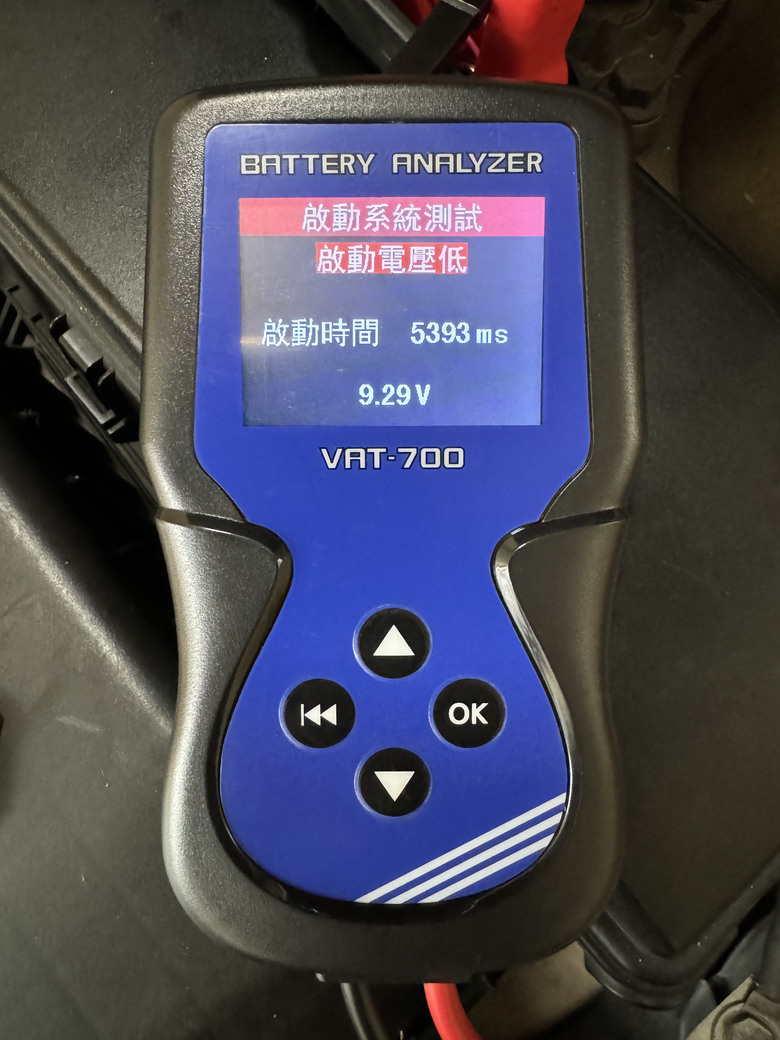 BATTERY ANALYZER
啟動系統測試
啟動電壓低
啟動時間 5393 ms
9.29 V
VAT-700
OK